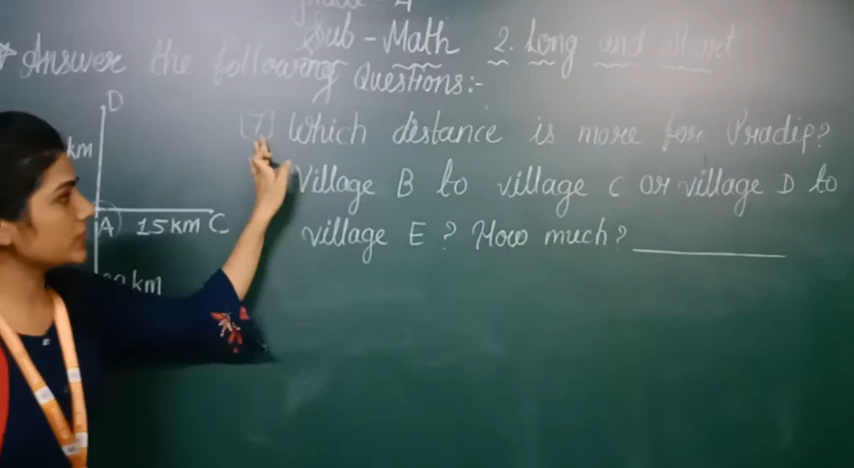 Sub - Math 2. Long and Short
* Answer the following Questions:-
D
km
A 15 km C
km
[7] Which distance is more for Pradip?
Village B to village C or village D to
village E ? How much?